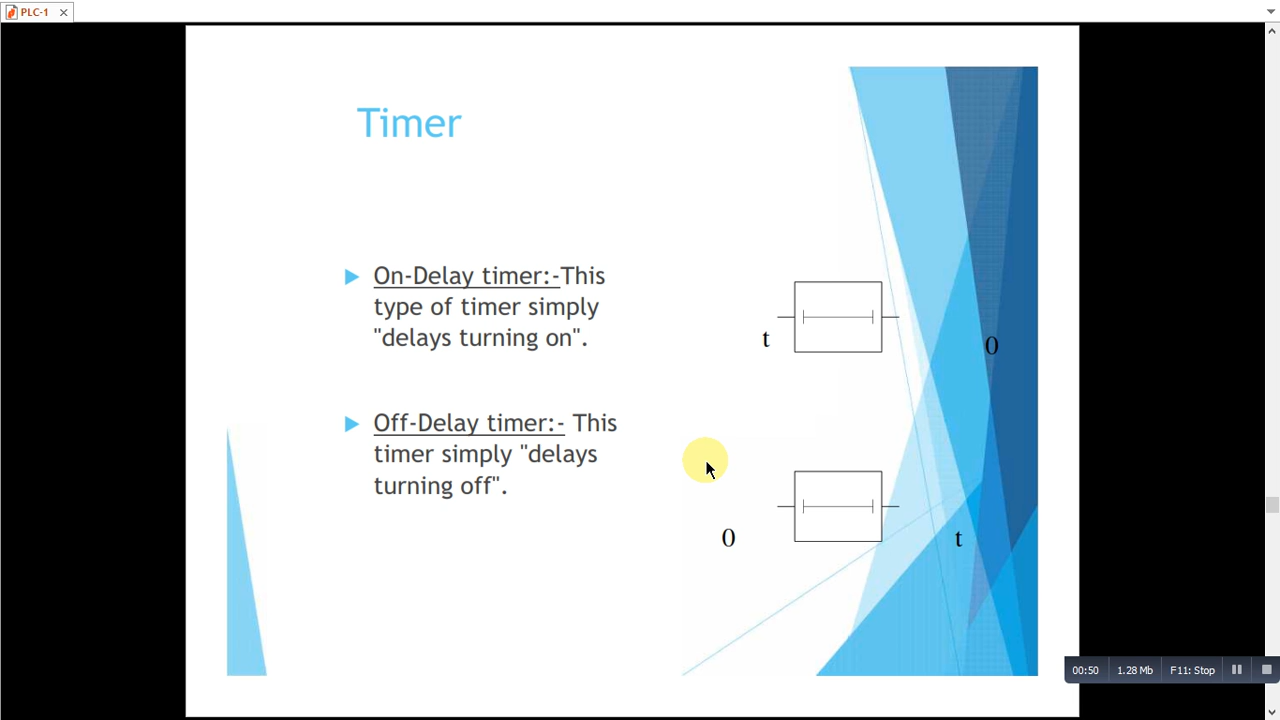 PLC-1
Timer
On-Delay timer:-This
type of timer simply
"delays turning on".
t
0
Off-Delay timer:- This
timer simply "delays
turning off".
0
t
00:50 1.28 Mb F11: Stop